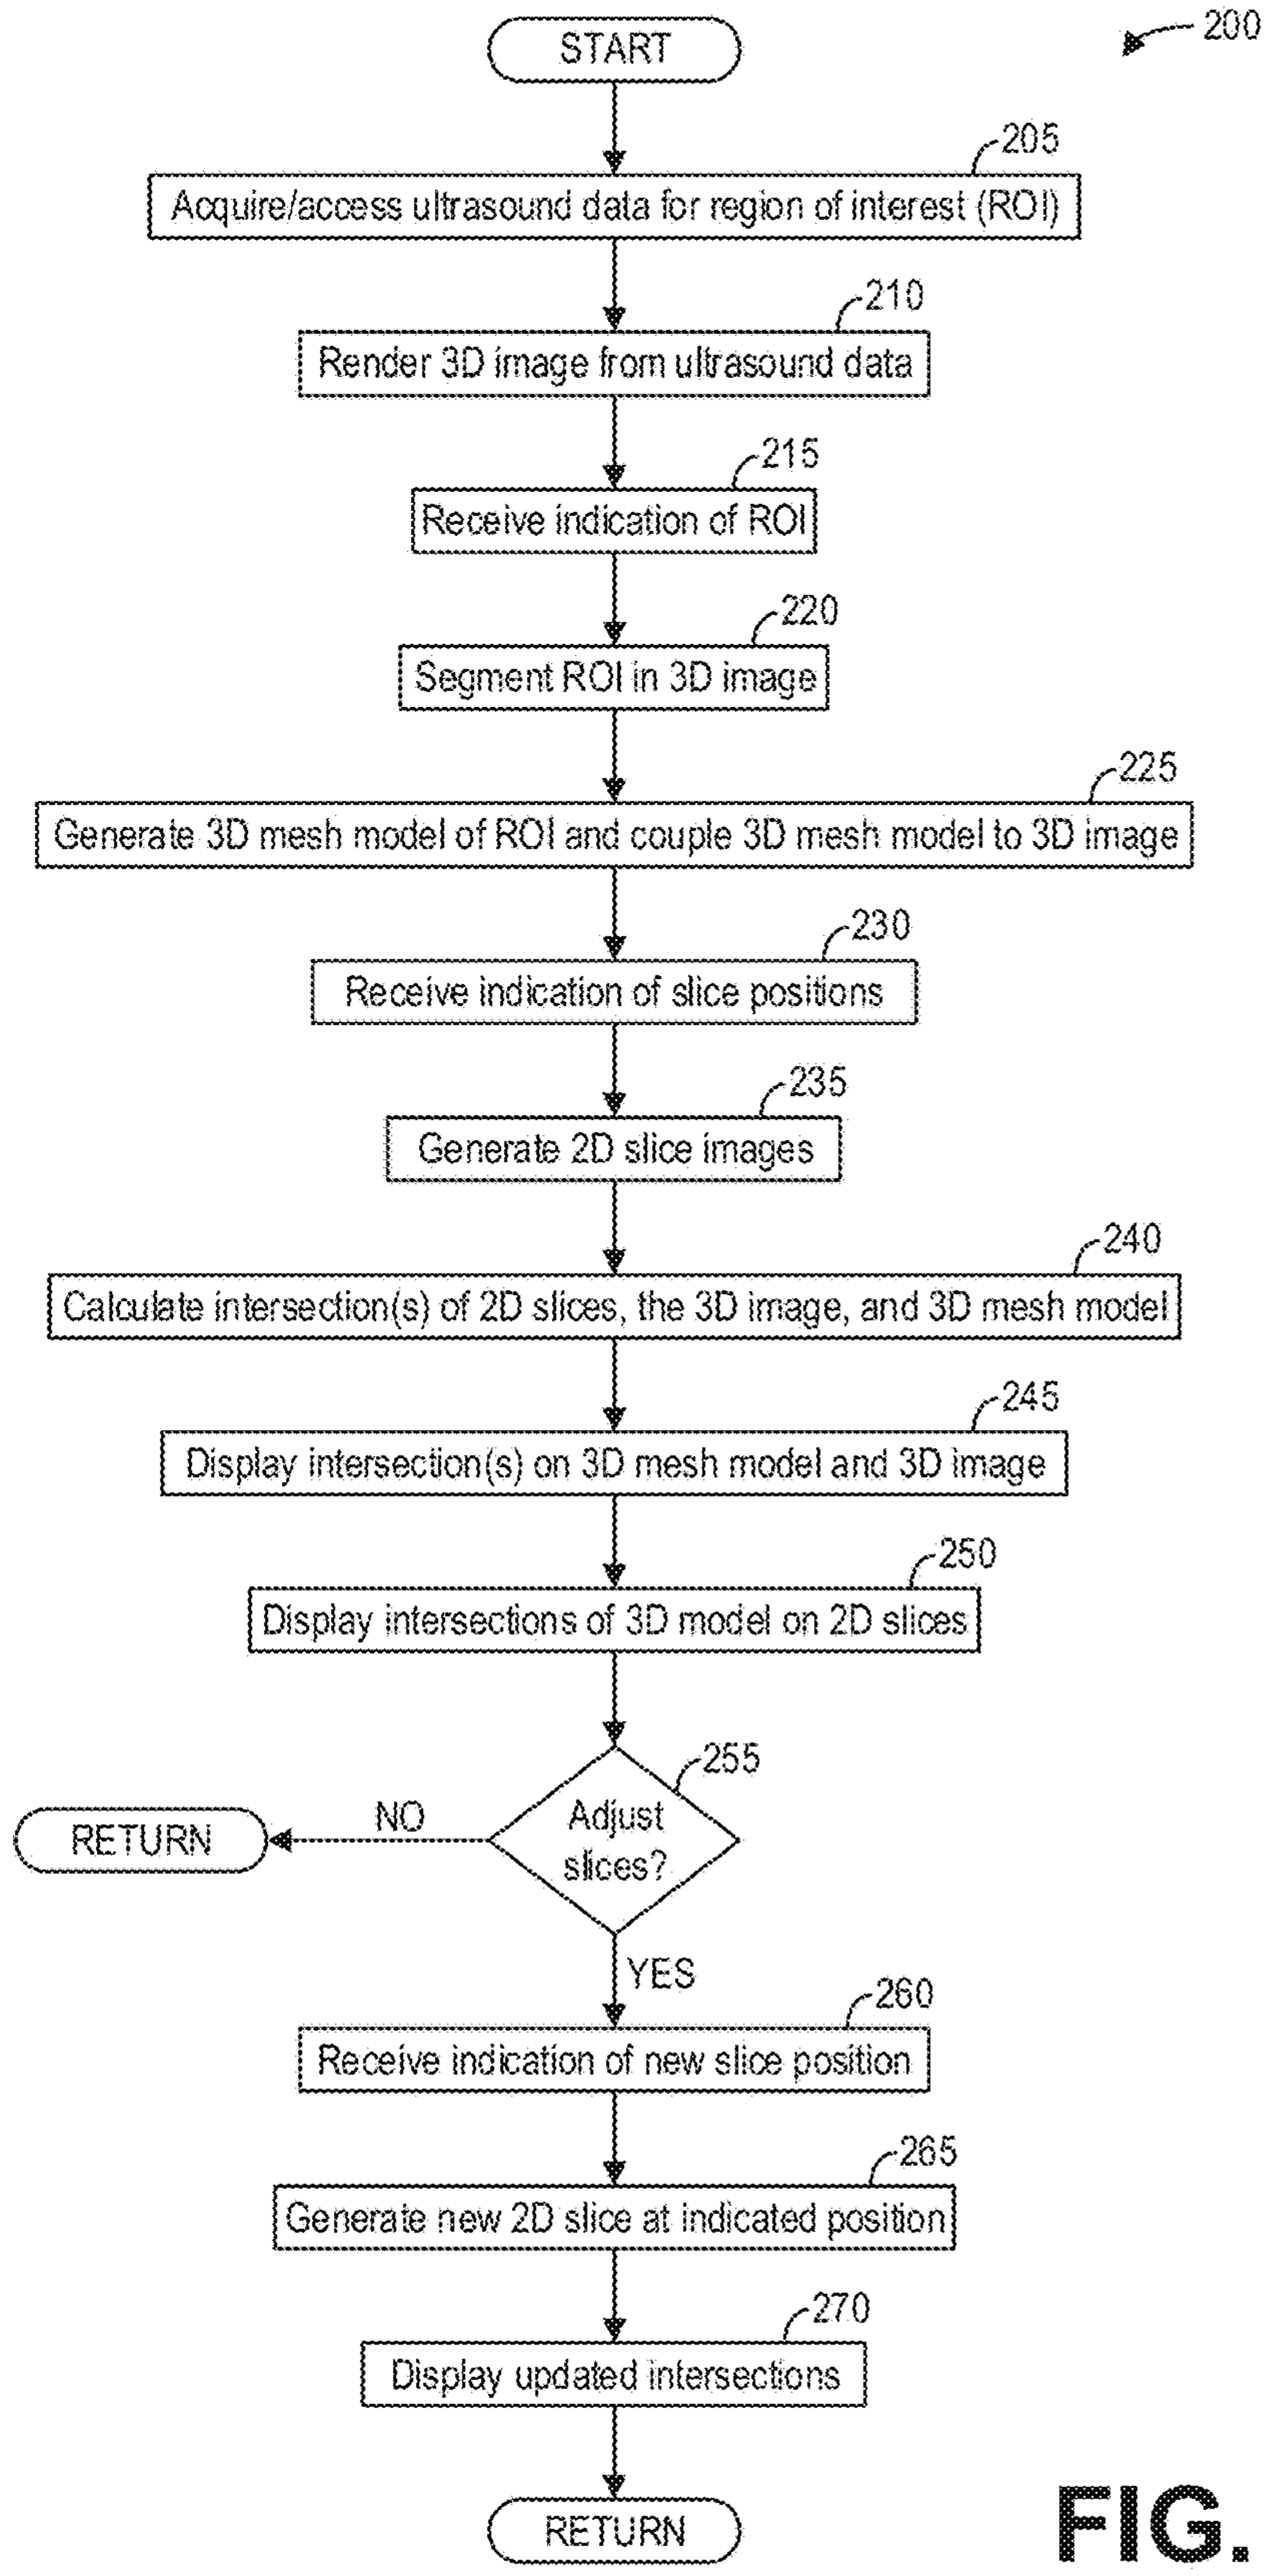 START
200
205
Acquire/access ultrasound data for region of interest (ROI)
210
Render 3D image from ultrasound data
215
Receive indication of ROI
220
Segment ROI in 3D image
225
Generate 3D mesh model of ROI and couple 3D mesh model to 3D image
230
Receive indication of slice positions
235
Generate 2D slice images
240
Calculate intersection(s) of 2D slices, the 3D image, and 3D mesh model
245
Display intersection(s) on 3D mesh model and 3D image
250
Display intersections of 3D model on 2D slices
255
Adjust
slices?
NO
RETURN
YES
260
Receive indication of new slice position
265
Generate new 2D slice at indicated position
270
Display updated intersections
RETURN
FIG.